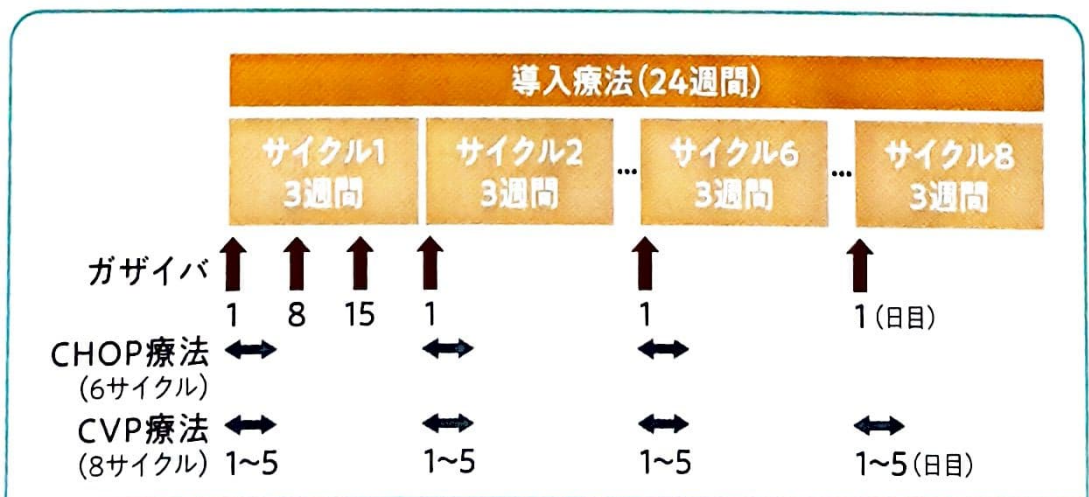 導入療法(24週間)
サイクル1 サイクル2 … サイクル6 … サイクル8
3週間 3週間 3週間 3週間
ガザイバ
1 8 15 1 1 1(日目)
CHOP療法
(6サイクル)
CVP療法
(8サイクル) 1~5 1~5 1~5 1~5(日目)